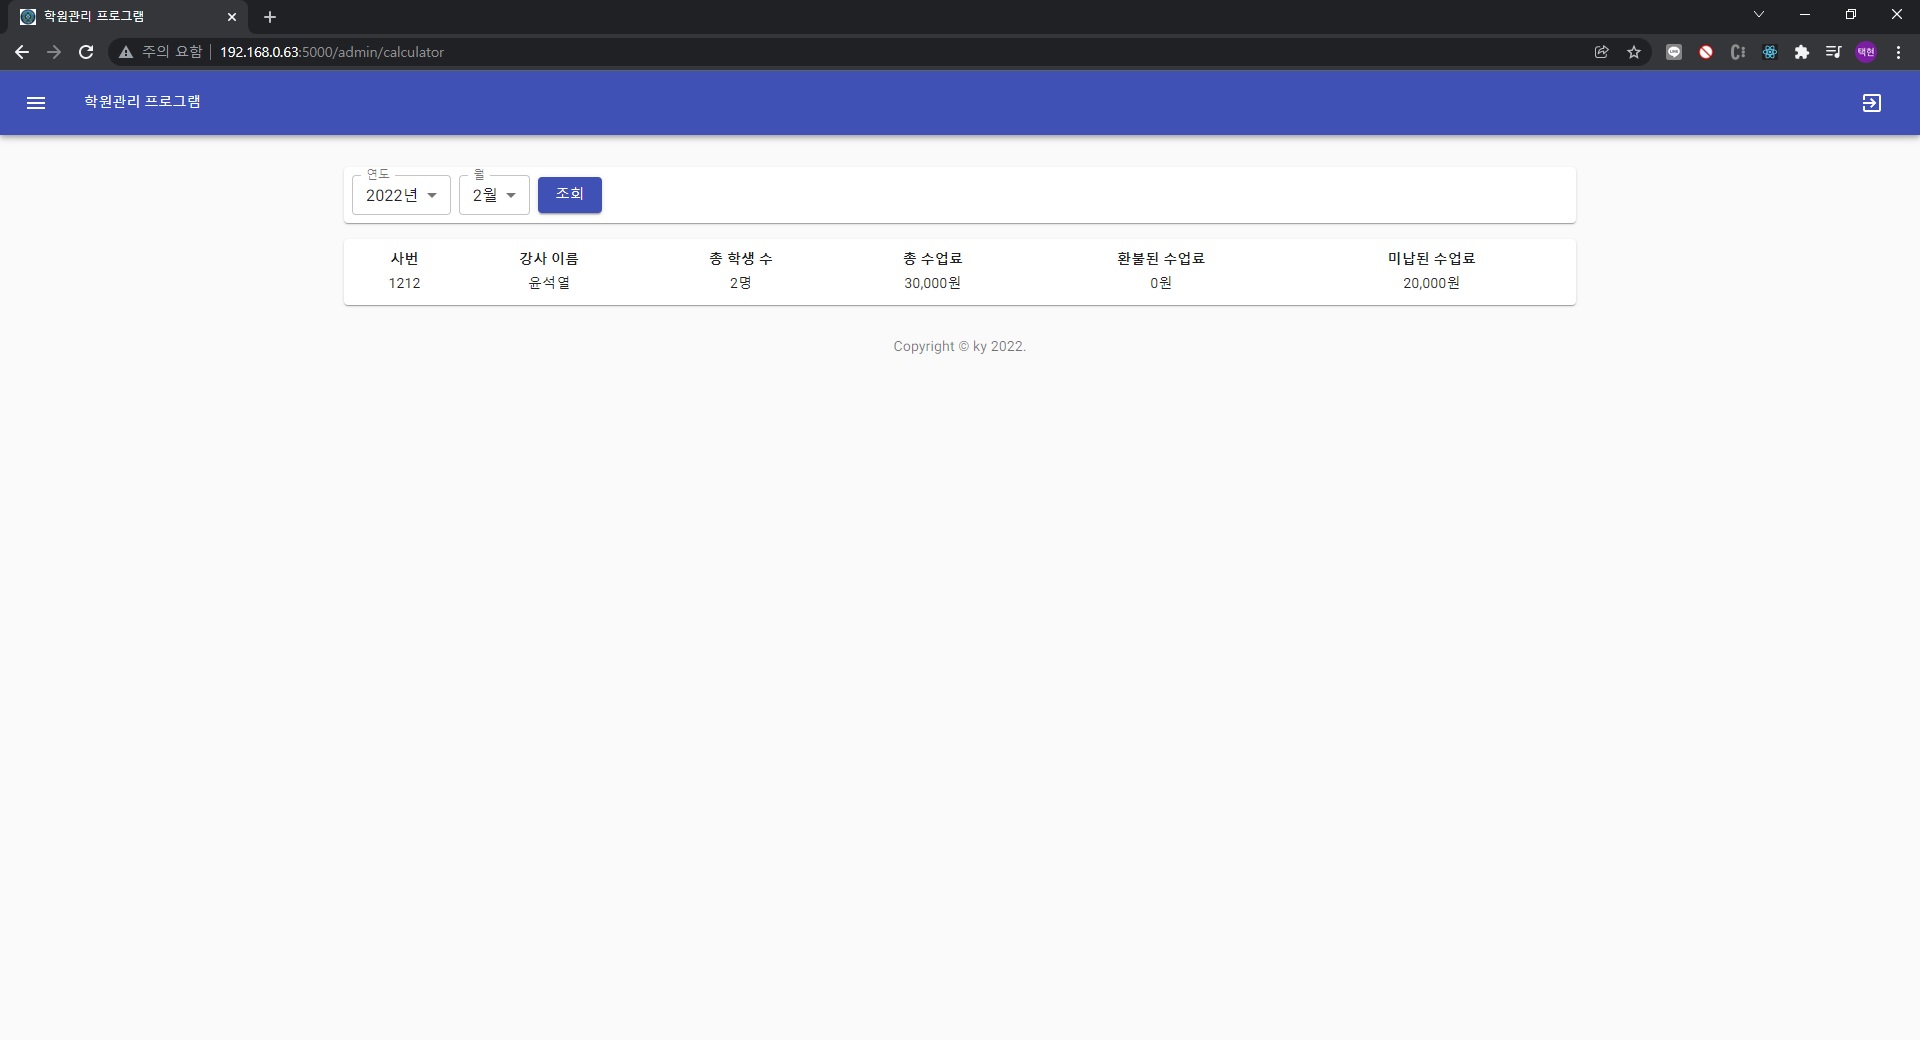 학원관리 프로그램
주의 요함 192.168.0.63:5000/admin/calculator
택현
학원관리 프로그램
연도 월
2022년 2월 조회
사번 강사 이름 총 학생 수 총 수업료 환불된 수업료 미납된 수업료
1212 윤석열 2명 30,000원 0원 20,000원
Copyright © ky 2022.